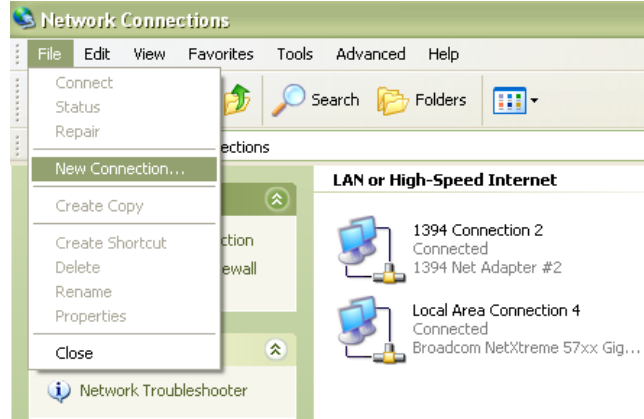 Network Connections
File Edit View Favorites Tools Advanced Help
Connect
Status
Repair
New Connection...
Create Copy
Create Shortcut
Delete
Rename
Properties
Close
Search Folders
ections
ction
ewall
Network Troubleshooter
LAN or High-Speed Internet
1394 Connection 2
Connected
1394 Net Adapter #2
Local Area Connection 4
Connected
Broadcom NetXtreme 57xx Gig...